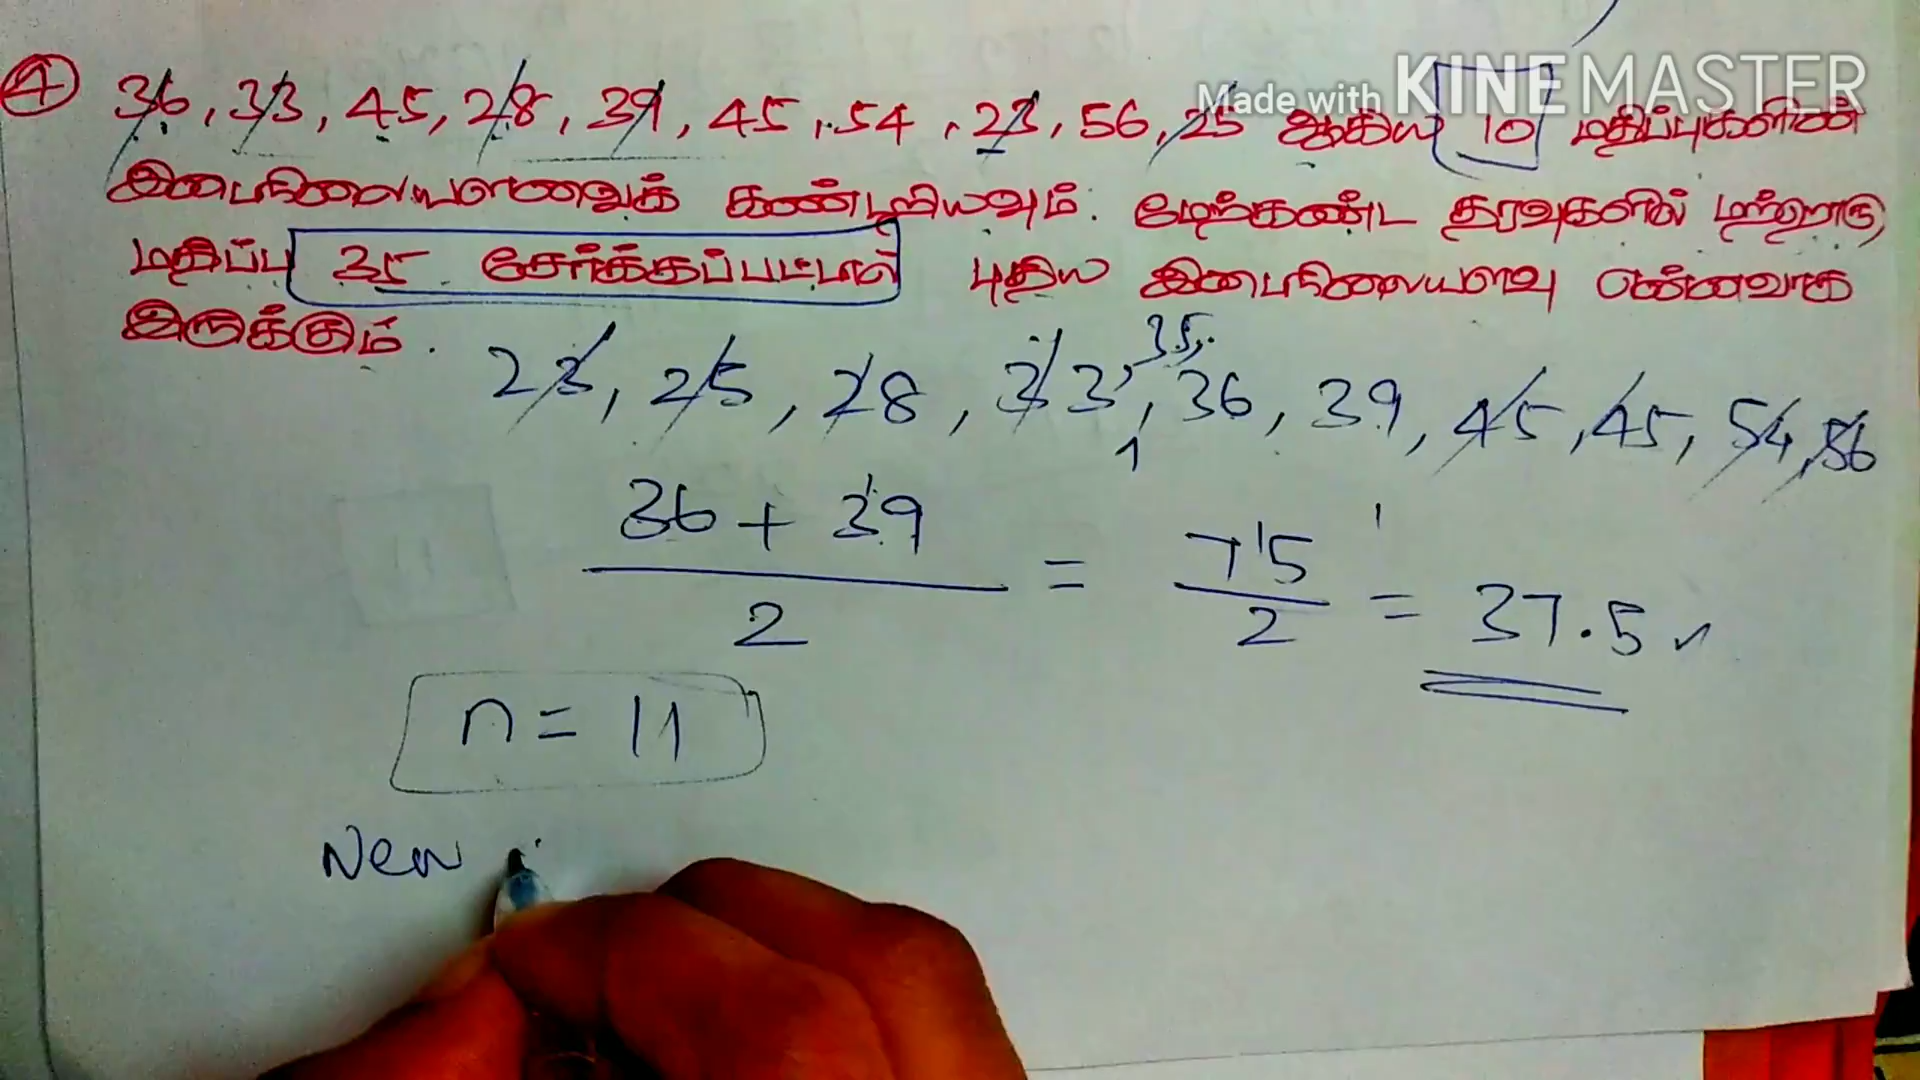 Made with KINEMASTER
④ 36, 33, 45, 28, 39, 45, 54, 23, 56, 25 ஆகிய 10 மதிப்புகளின்
இடைநிலையளவைக் கண்டறியவும். மேற்கண்ட தரவுகளில் மற்றொரு
மதிப்பு 35 சேர்க்கப்பட்டால் புதிய இடைநிலையளவு என்னவாக
இருக்கும்.
35,
23, 25, 28, 33, 36, 39, 45, 45, 54, 56
36 + 39 / 2 = 75 / 2 = 37.5
n = 11
New